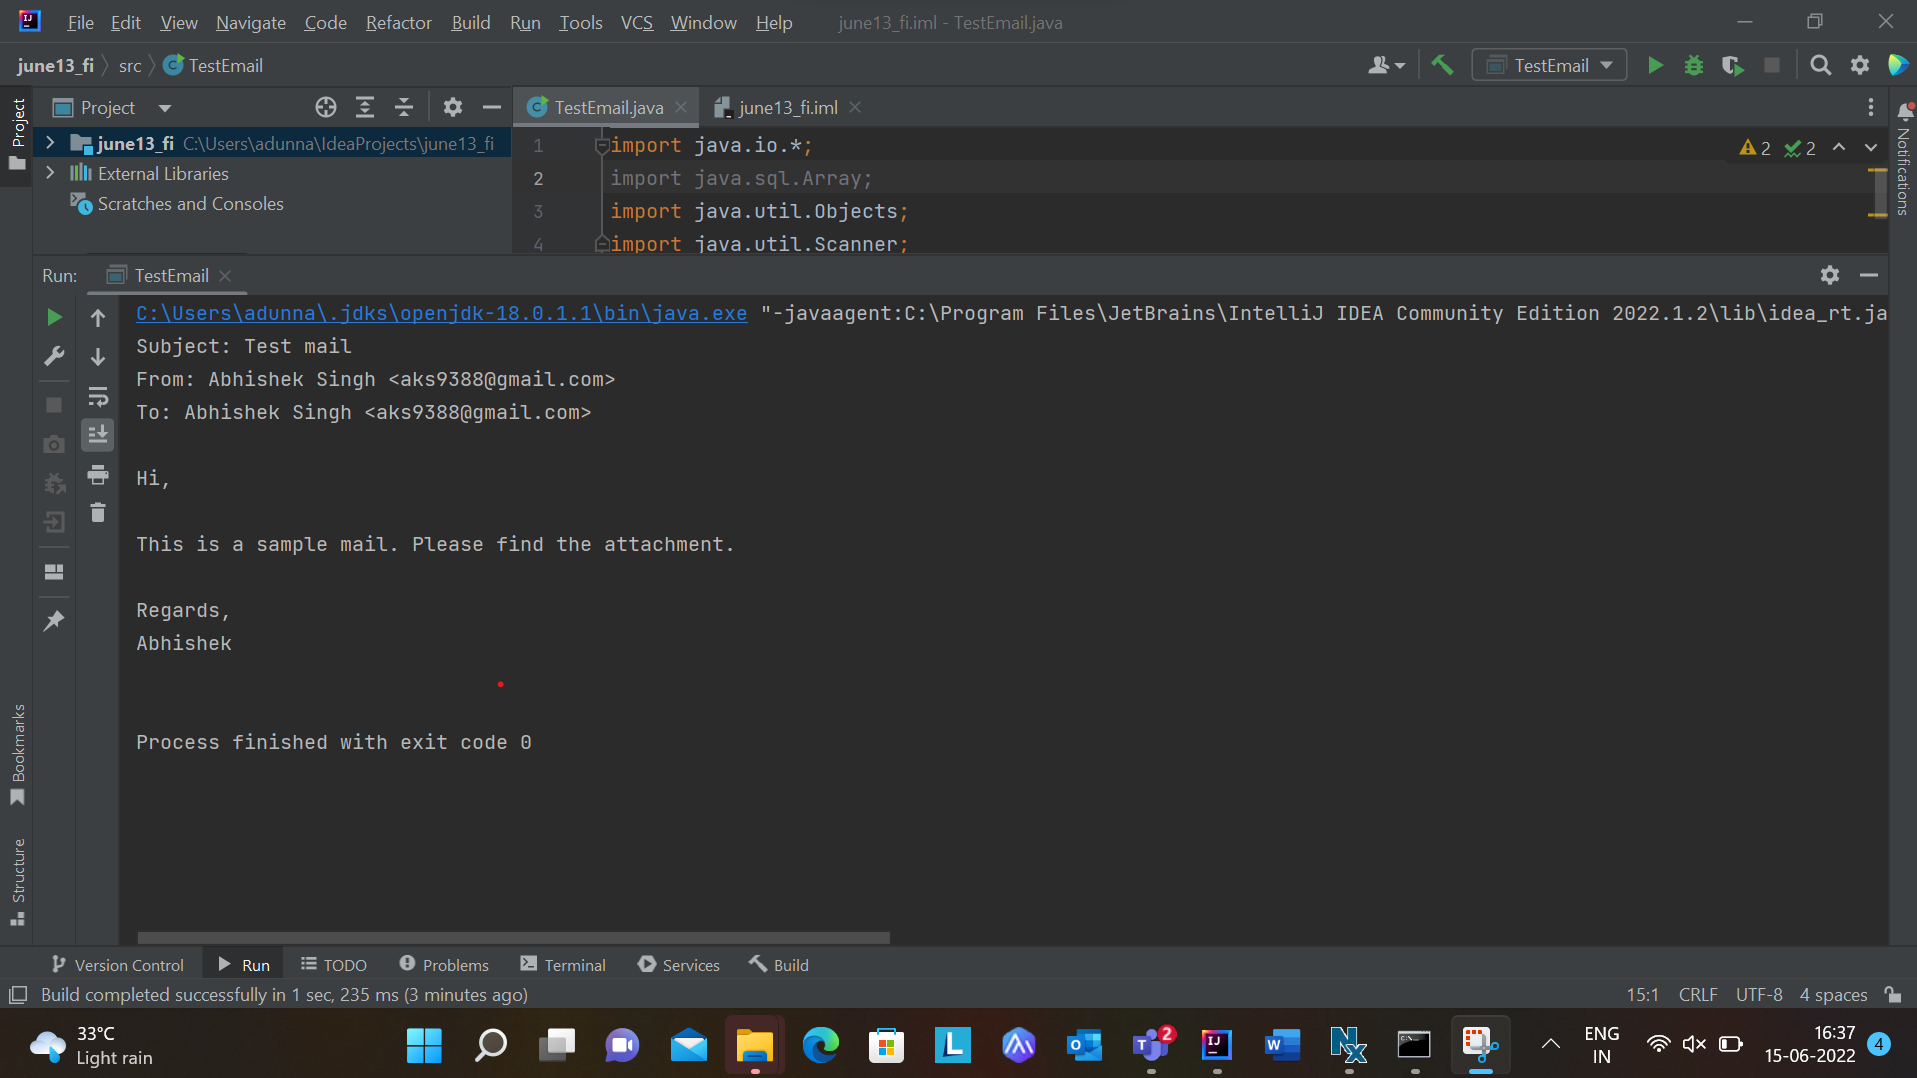 File Edit View Navigate Code Refactor Build Run Tools VCS Window Help june13_fi.iml - TestEmail.java
june13_fi src TestEmail
TestEmail
Project
Project
TestEmail.java
june13_fi.iml
june13_fi C:\Users\adunna\IdeaProjects\june13_fi
External Libraries
Scratches and Consoles
1 import java.io.*;
2 import java.sql.Array;
3 import java.util.Objects;
4 import java.util.Scanner;
2 2
Notifications
Run: TestEmail
C:\Users\adunna\.jdks\openjdk-18.0.1.1\bin\java.exe "-javaagent:C:\Program Files\JetBrains\IntelliJ IDEA Community Edition 2022.1.2\lib\idea_rt.ja
Subject: Test mail
From: Abhishek Singh <aks9388@gmail.com>
To: Abhishek Singh <aks9388@gmail.com>
Hi,
This is a sample mail. Please find the attachment.
Regards,
Abhishek
Process finished with exit code 0
Bookmarks
Structure
Version Control Run TODO Problems Terminal Services Build
Build completed successfully in 1 sec, 235 ms (3 minutes ago)
15:1 CRLF UTF-8 4 spaces
33°C
Light rain
2
ENG
IN
16:37
15-06-2022
4